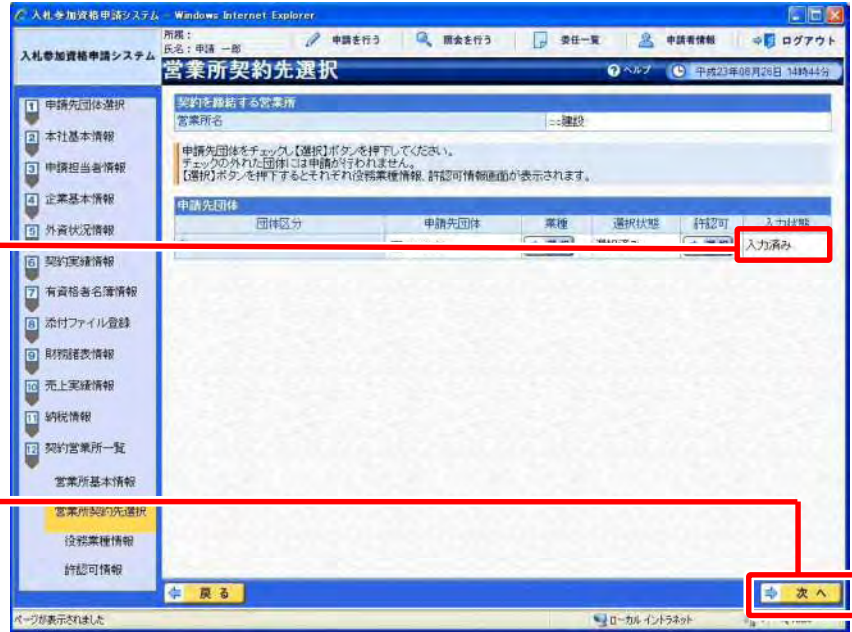 入札参加資格申請システム - Windows Internet Explorer
入札参加資格申請システム
所属:
氏名:申請 一郎
申請を行う
照会を行う
委任一覧
申請者情報
ログアウト
営業所契約先選択
ヘルプ
平成23年08月26日 14時44分
1 申請先団体選択
2 本社基本情報
3 申請担当者情報
4 企業基本情報
5 外資状況情報
6 契約実績情報
7 有資格者名簿情報
8 添付ファイル登録
9 財務諸表情報
10 売上実績情報
11 納税情報
12 契約営業所一覧
営業所基本情報
営業所契約先選択
役務業種情報
許認可情報
契約を締結する営業所
営業所名 建設
申請先団体をチェックし【選択】ボタンを押下してください。
チェックの外れた団体には申請が行われません。
【選択】ボタンを押下するとそれぞれ役務業種情報、許認可情報画面が表示されます。
申請先団体
団体区分 申請先団体 業種 選択状態 許認可 入力状態
入力済み
戻る
次へ
ページが表示されました
ローカル イントラネット